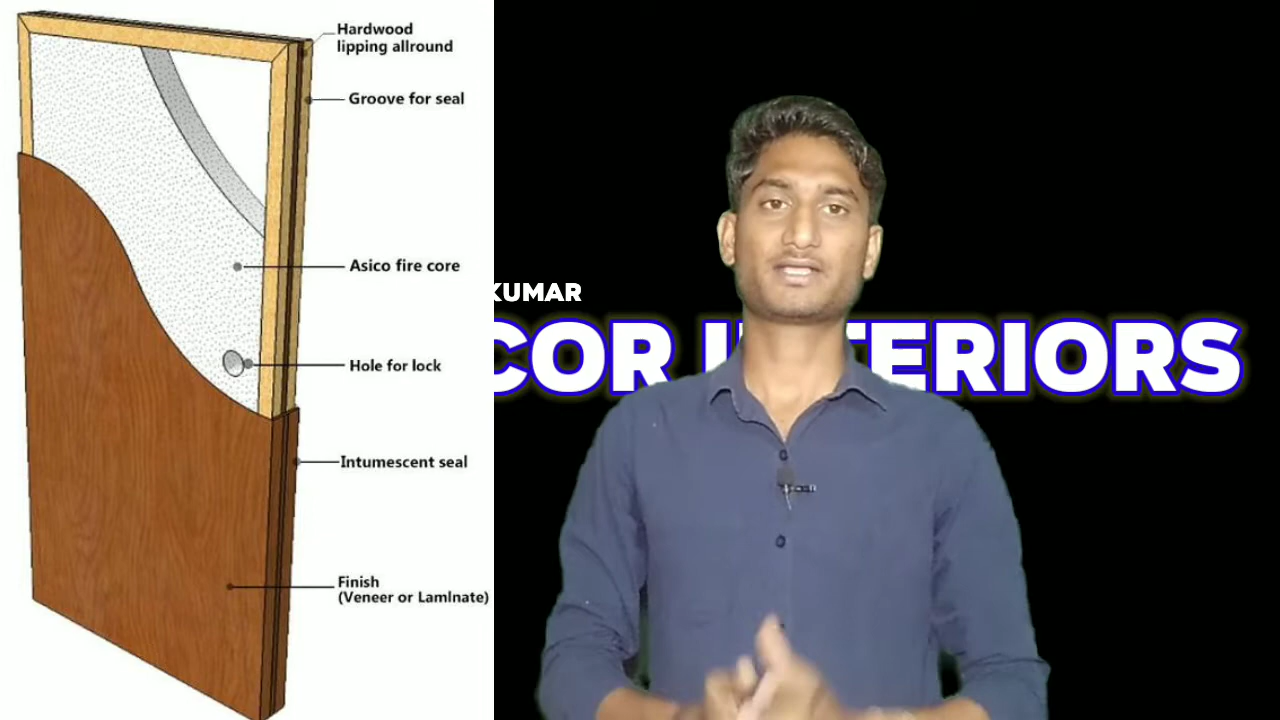 Hardwood
lipping allround
Groove for seal
Asico fire core
Hole for lock
Intumescent seal
Finish
(Veneer or Lamlnate)
KUMAR
COR INTERIORS